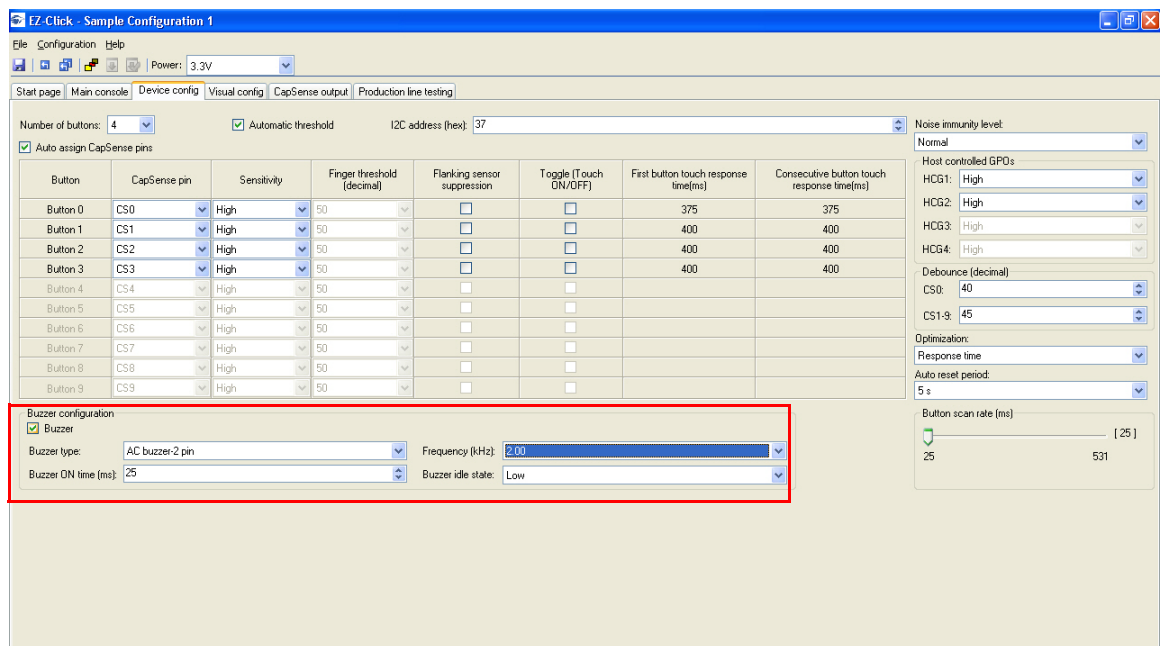 EZ-Click - Sample Configuration 1
File Configuration Help
Power: 3.3V
Start page Main console Device config Visual config CapSense output Production line testing
Number of buttons: 4 Automatic threshold I2C address (hex): 37
Auto assign CapSense pins
Button CapSense pin Sensitivity Finger threshold (decimal) Flanking sensor suppression Toggle (Touch ON/OFF) First button touch response time(ms) Consecutive button touch response time(ms)
Button 0 CS0 High 50 375 375
Button 1 CS1 High 50 400 400
Button 2 CS2 High 50 400 400
Button 3 CS3 High 50 400 400
Button 4 CS4 High 50
Button 5 CS5 High 50
Button 6 CS6 High 50
Button 7 CS7 High 50
Button 8 CS8 High 50
Button 9 CS9 High 50
Noise immunity level:
Normal
Host controlled GPOs
HCG1: High
HCG2: High
HCG3: High
HCG4: High
Debounce (decimal)
CS0: 40
CS1-9: 45
Optimization:
Response time
Auto reset period:
5 s
Buzzer configuration
Buzzer
Buzzer type: AC buzzer-2 pin Frequency (kHz): 2.00
Buzzer ON time (ms): 25 Buzzer idle state: Low
Button scan rate (ms)
[ 25 ]
25 531